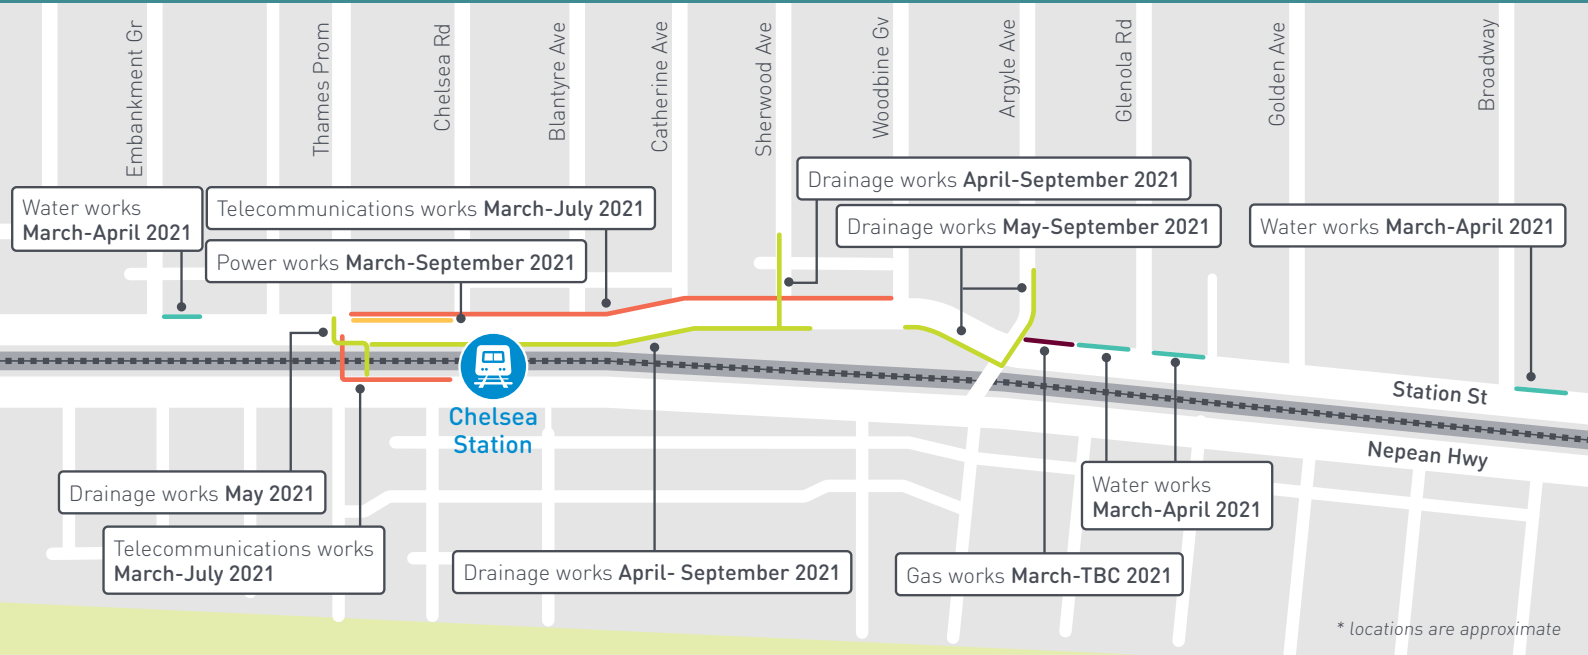 Embankment Gr
Thames Prom
Chelsea Rd
Blantyre Ave
Catherine Ave
Sherwood Ave
Woodbine Gv
Argyle Ave
Glenola Rd
Golden Ave
Broadway
Drainage works April-September 2021
Water works
March-April 2021
Telecommunications works March-July 2021
Drainage works May-September 2021
Water works March-April 2021
Power works March-September 2021
Station St
Chelsea
Station
Nepean Hwy
Drainage works May 2021
Water works
March-April 2021
Telecommunications works
March-July 2021
Drainage works April- September 2021
Gas works March-TBC 2021
* locations are approximate